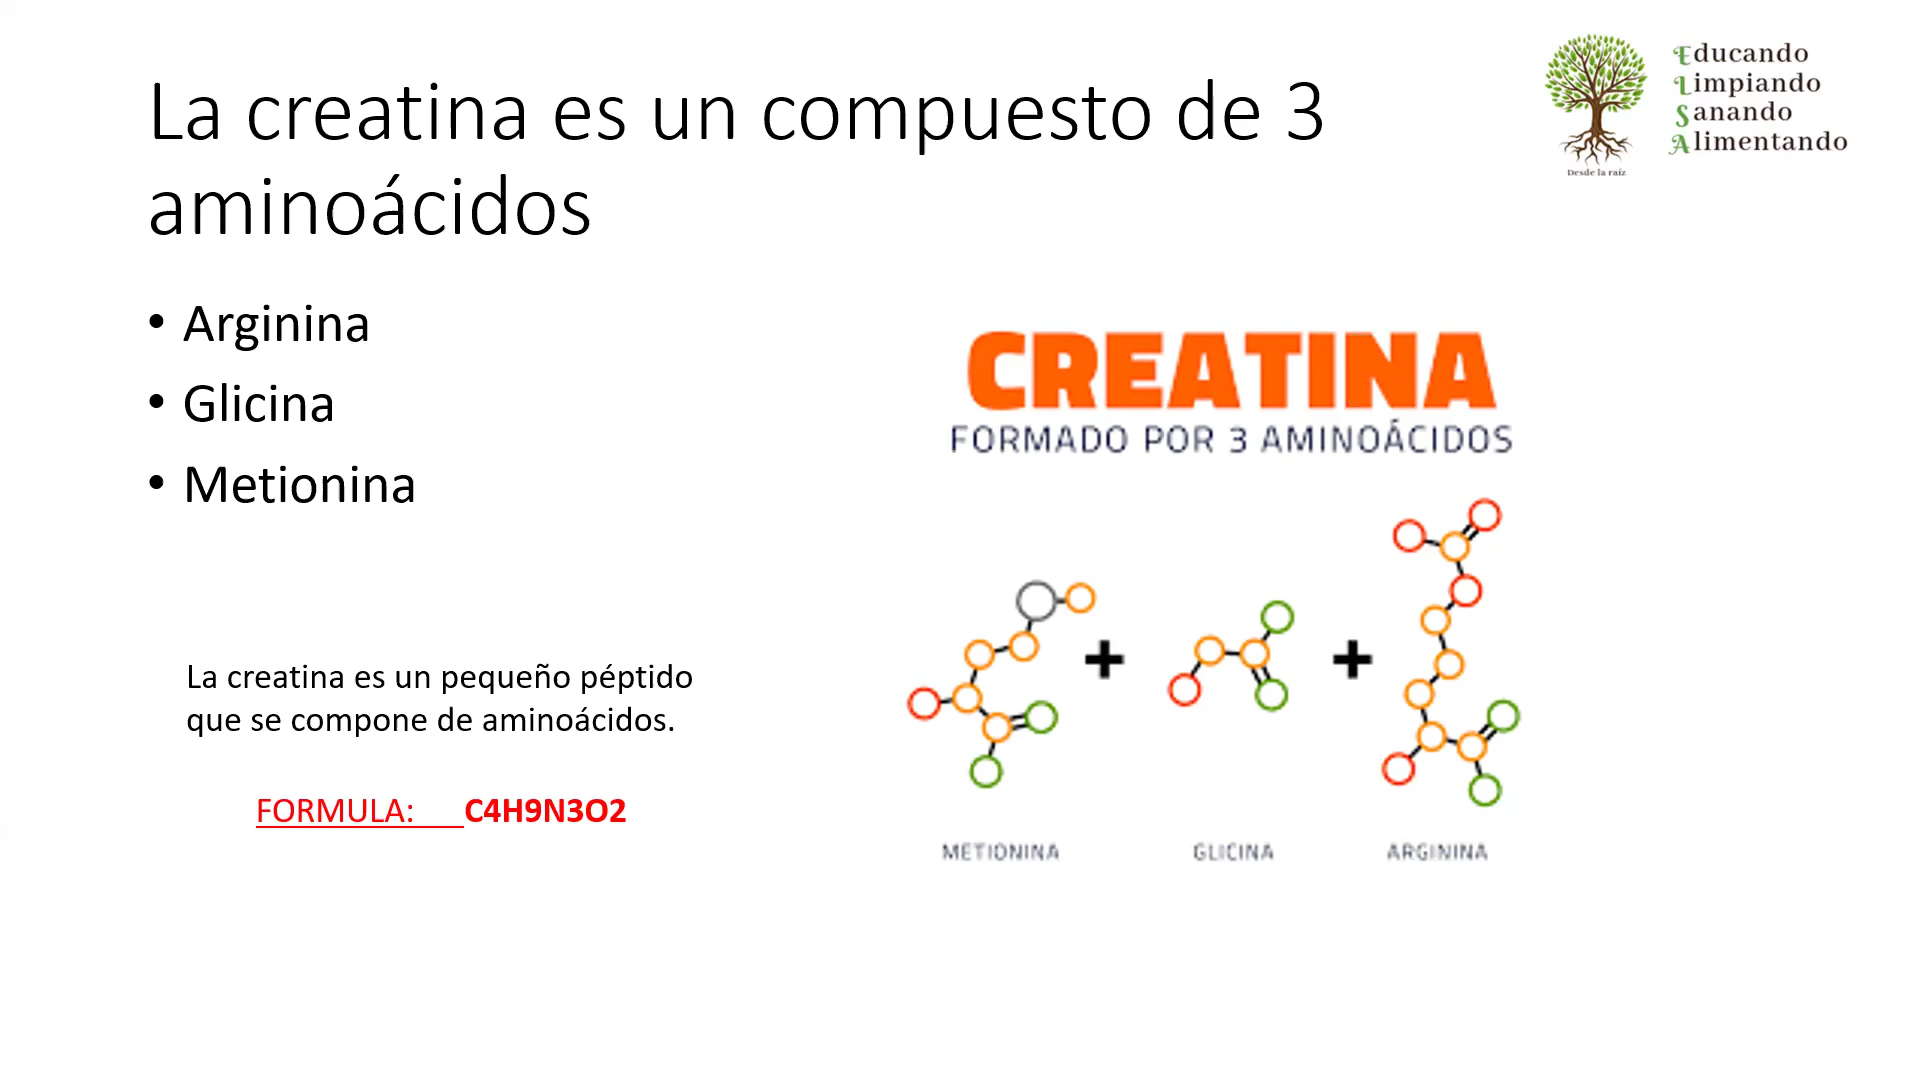 La creatina es un compuesto de 3
aminoácidos
Educando
Limpiando
Sanando
Alimentando
Desde la raíz
• Arginina
• Glicina
• Metionina
La creatina es un pequeño péptido
que se compone de aminoácidos.
FORMULA: C4H9N3O2
CREATINA
FORMADO POR 3 AMINOÁCIDOS
+
+
METIONINA
GLICINA
ARGININA